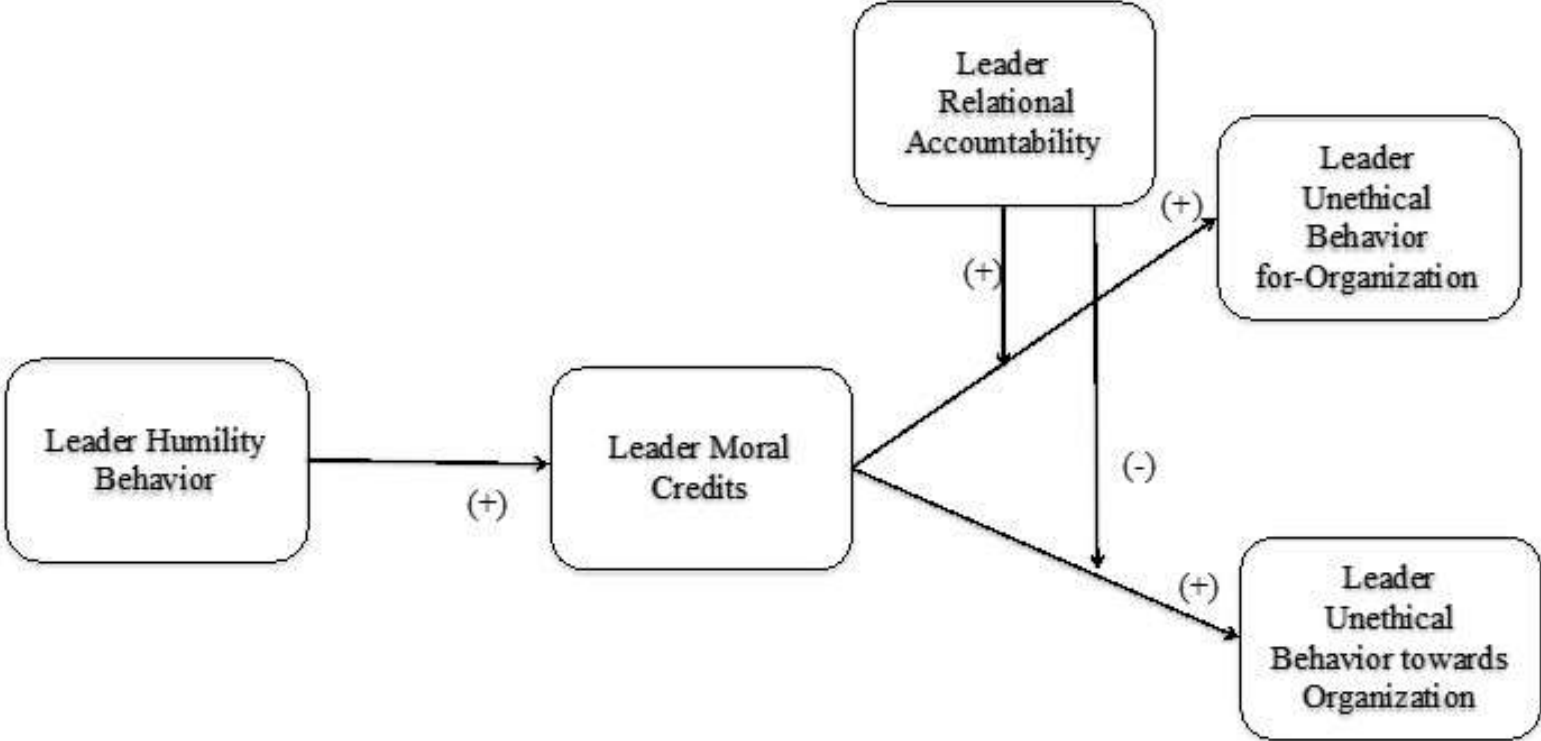 Leader
Relational
Accountability
Leader
Unethical
Behavior
for-Organization
(+)
(+)
Leader Humility
Behavior
(+)
Leader Moral
Credits
(-)
(+)
Leader
Unethical
Behavior towards
Organization